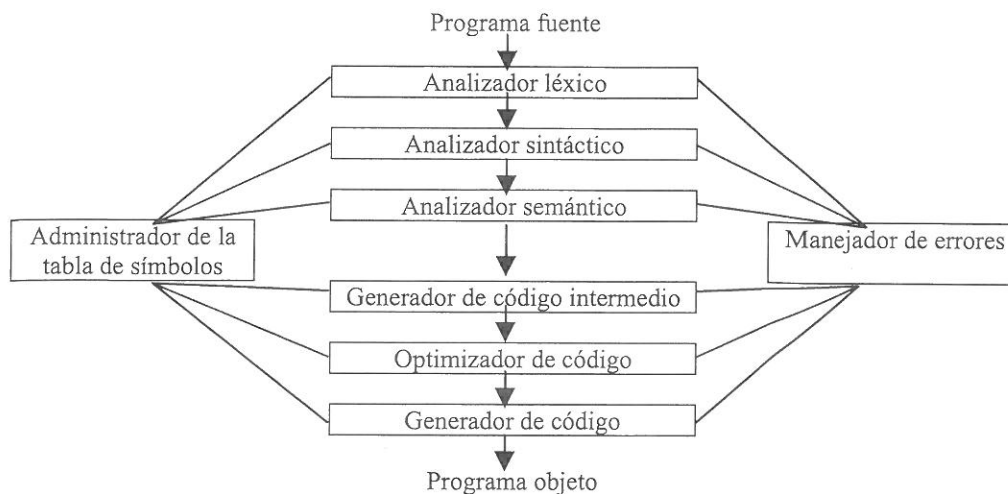 Programa fuente
Analizador léxico
Analizador sintáctico
Analizador semántico
Administrador de la
tabla de símbolos
Manejador de errores
Generador de código intermedio
Optimizador de código
Generador de código
Programa objeto